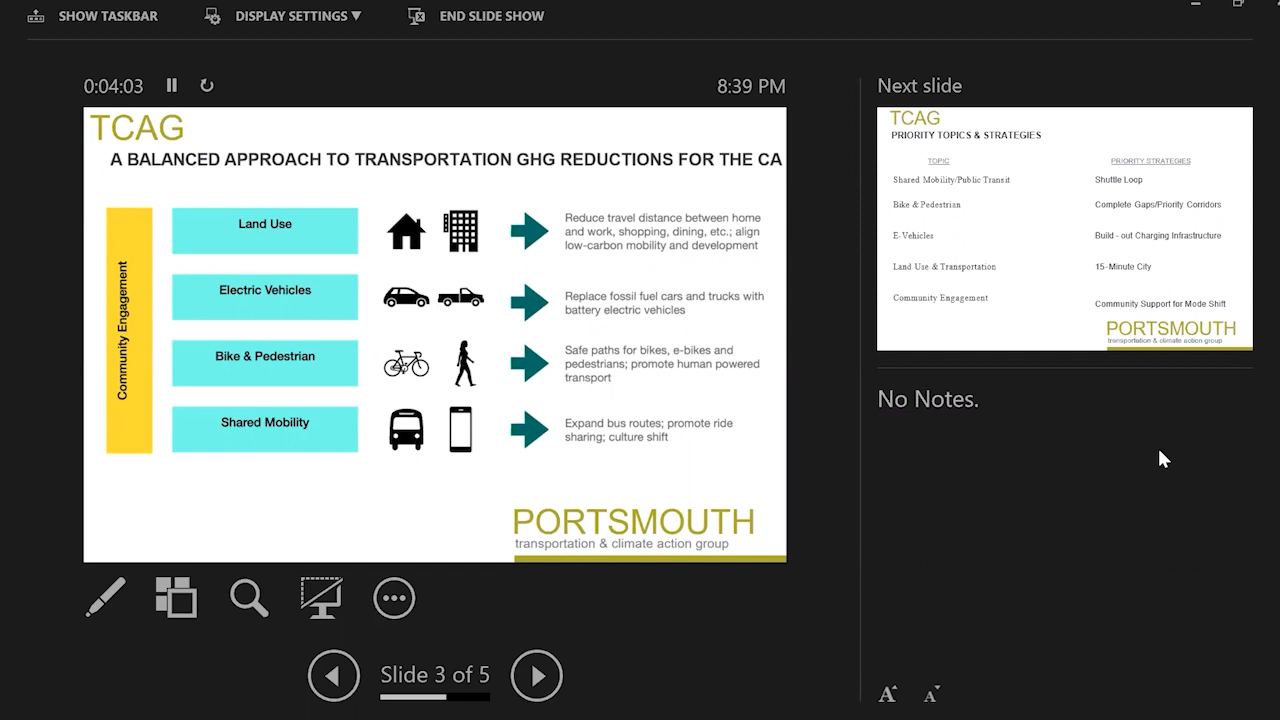 SHOW TASKBAR
DISPLAY SETTINGS ▼
END SLIDE SHOW
0:04:03
8:39 PM
TCAG
A BALANCED APPROACH TO TRANSPORTATION GHG REDUCTIONS FOR THE CA
Community Engagement
Land Use
Reduce travel distance between home
and work, shopping, dining, etc.; align
low-carbon mobility and development
Electric Vehicles
Replace fossil fuel cars and trucks with
battery electric vehicles
Bike & Pedestrian
Safe paths for bikes, e-bikes and
pedestrians; promote human powered
transport
Shared Mobility
Expand bus routes; promote ride
sharing; culture shift
PORTSMOUTH
transportation & climate action group
Slide 3 of 5
Next slide
TCAG
PRIORITY TOPICS & STRATEGIES
TOPIC
PRIORITY STRATEGIES
Shared Mobility/Public Transit
Shuttle Loop
Bike & Pedestrian
Complete Gaps/Priority Corridors
E-Vehicles
Build - out Charging Infrastructure
Land Use & Transportation
15-Minute City
Community Engagement
Community Support for Mode Shift
PORTSMOUTH
transportation & climate action group
No Notes.
A
A